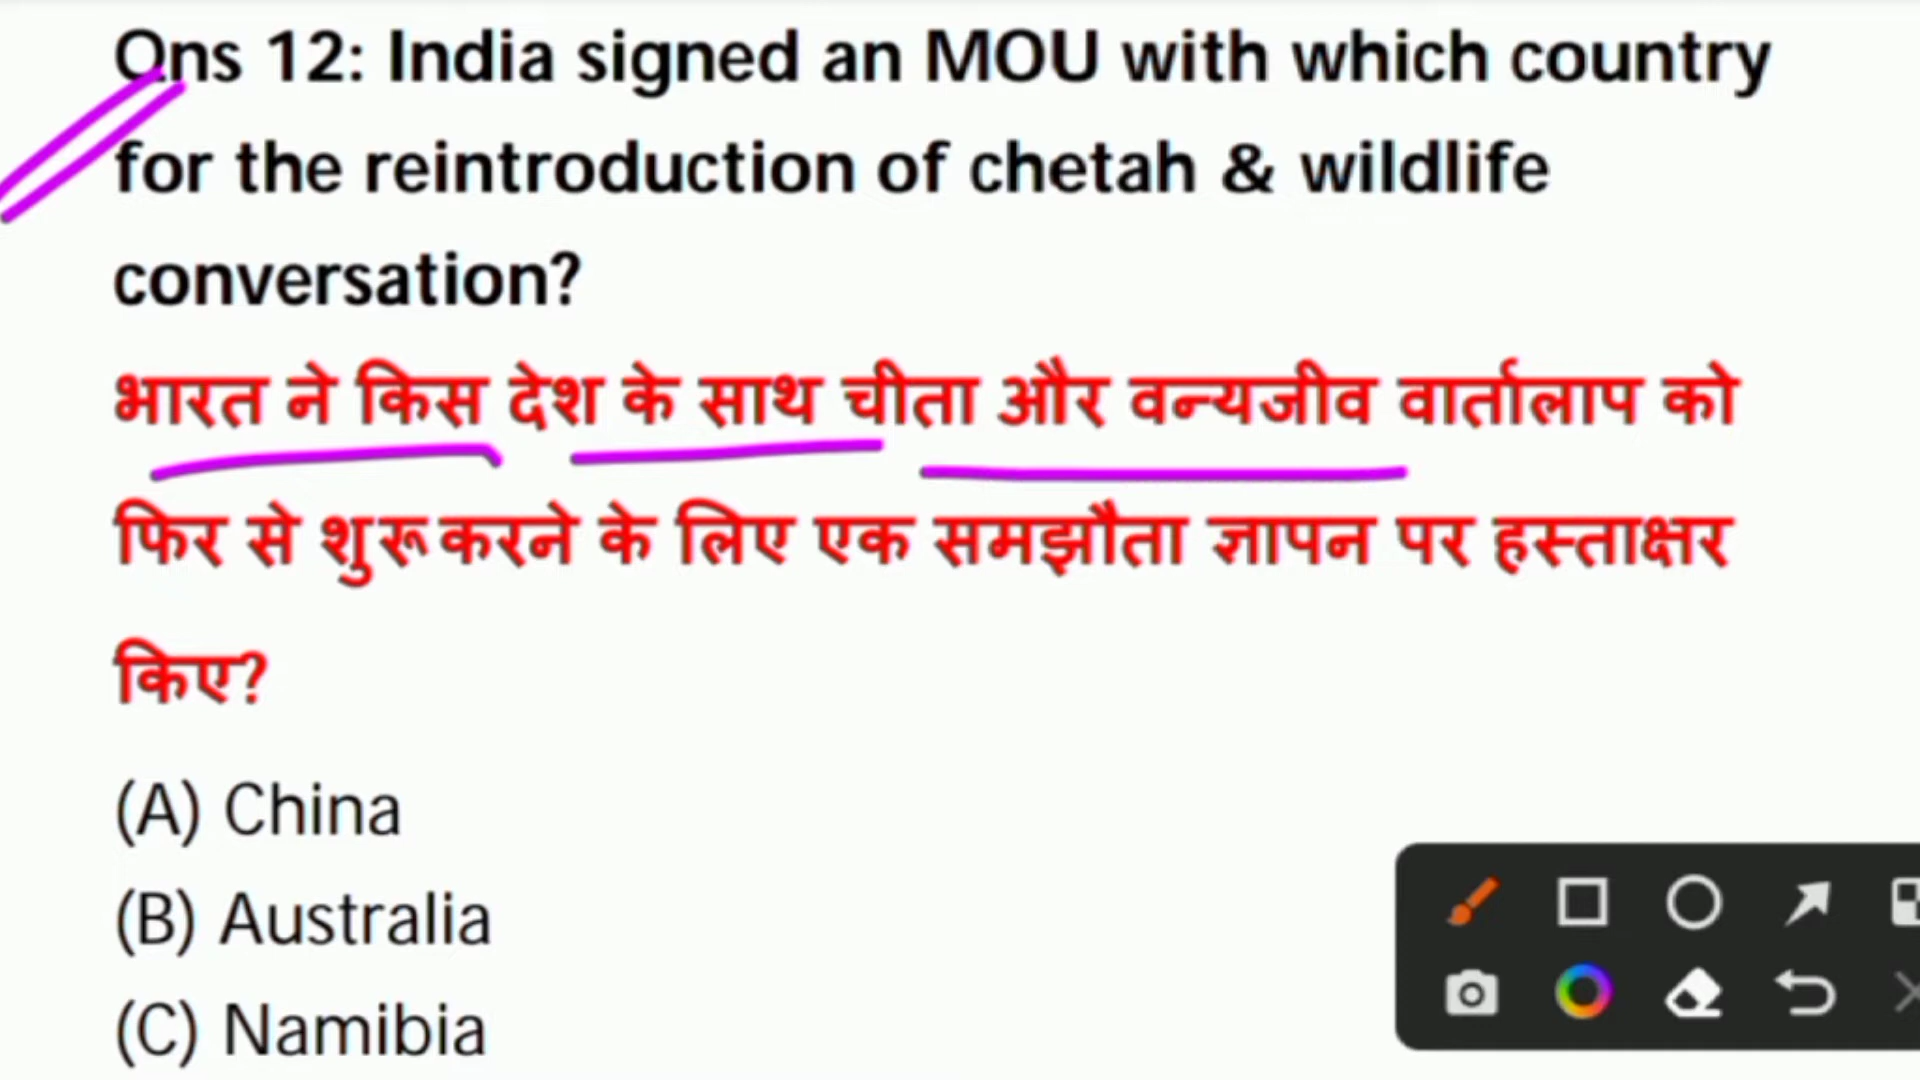 Qns 12: India signed an MOU with which country
for the reintroduction of chetah & wildlife
conversation?
भारत ने किस देश के साथ चीता और वन्यजीव वार्तालाप को
फिर से शुरू करने के लिए एक समझौता ज्ञापन पर हस्ताक्षर
किए?
(A) China
(B) Australia
(C) Namibia